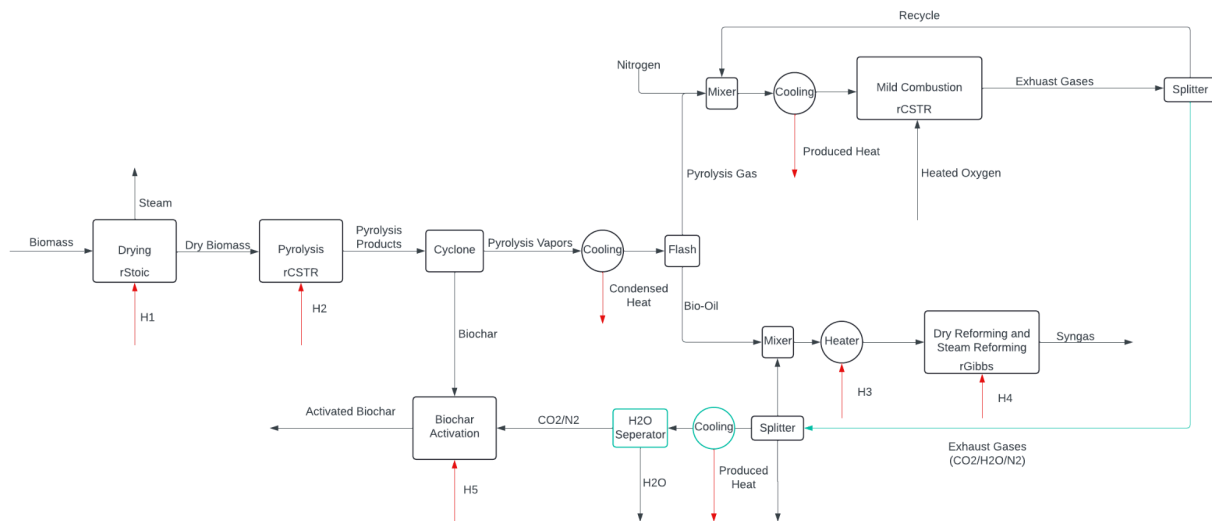 Recycle
Nitrogen
Mixer
Cooling
Mild Combustion
rCSTR
Exhuast Gases
Splitter
Produced Heat
Pyrolysis Gas
Heated Oxygen
Steam
Biomass
Drying
rStoic
Dry Biomass
Pyrolysis
rCSTR
Pyrolysis
Products
Cyclone
Pyrolysis Vapors
Cooling
Flash
H1
H2
Condensed
Heat
Bio-Oil
Biochar
Mixer
Heater
Dry Reforming and
Steam Reforming
rGibbs
Syngas
H3
H4
Activated Biochar
Biochar
Activation
CO2/N2
H2O
Seperator
Cooling
Splitter
Exhaust Gases
(CO2/H2O/N2)
H5
H2O
Produced
Heat